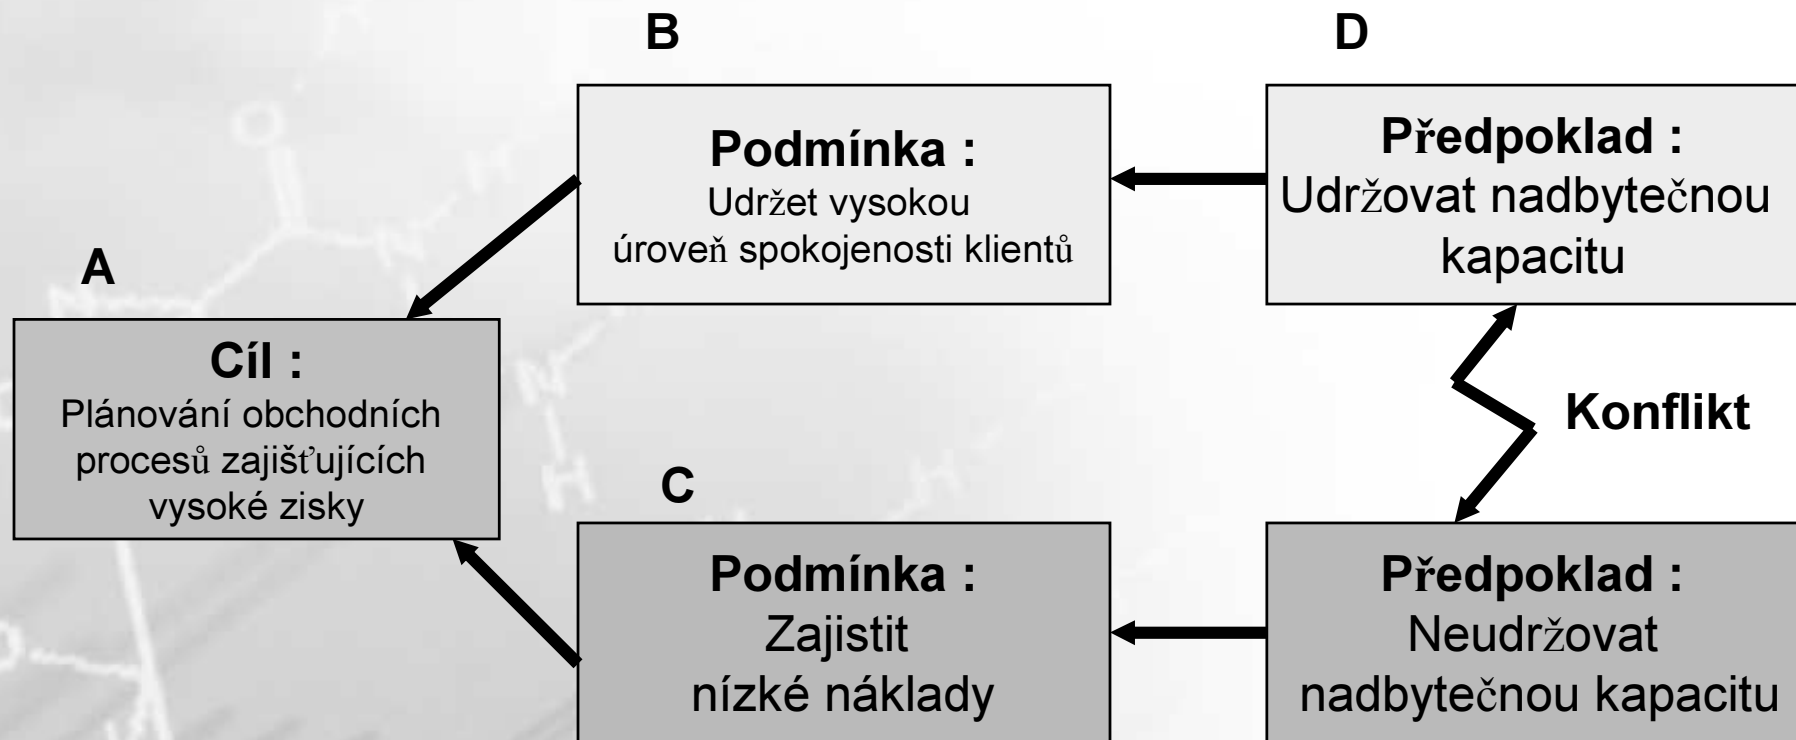 B
D
Podmínka :
Udržet vysokou
úroveň spokojenosti klientů
Předpoklad :
Udržovat nadbytečnou
kapacitu
A
Cíl :
Plánování obchodních
procesů zajišťujících
vysoké zisky
Konflikt
C
Podmínka :
Zajistit
nízké náklady
Předpoklad :
Neudržovat
nadbytečnou kapacitu